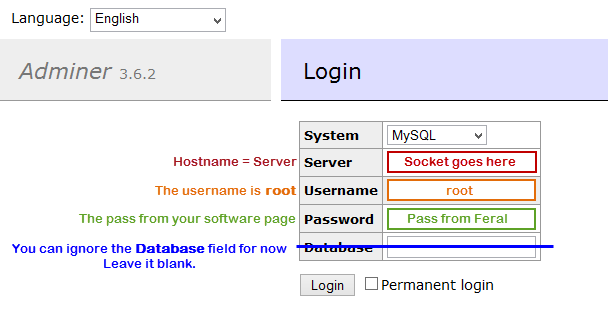 Language: English
Adminer 3.6.2 Login
System MySQL
Hostname = Server Server Socket goes here
The username is root Username root
The pass from your software page Password Pass from Feral
You can ignore the Database field for now Database
Leave it blank.
Login Permanent login